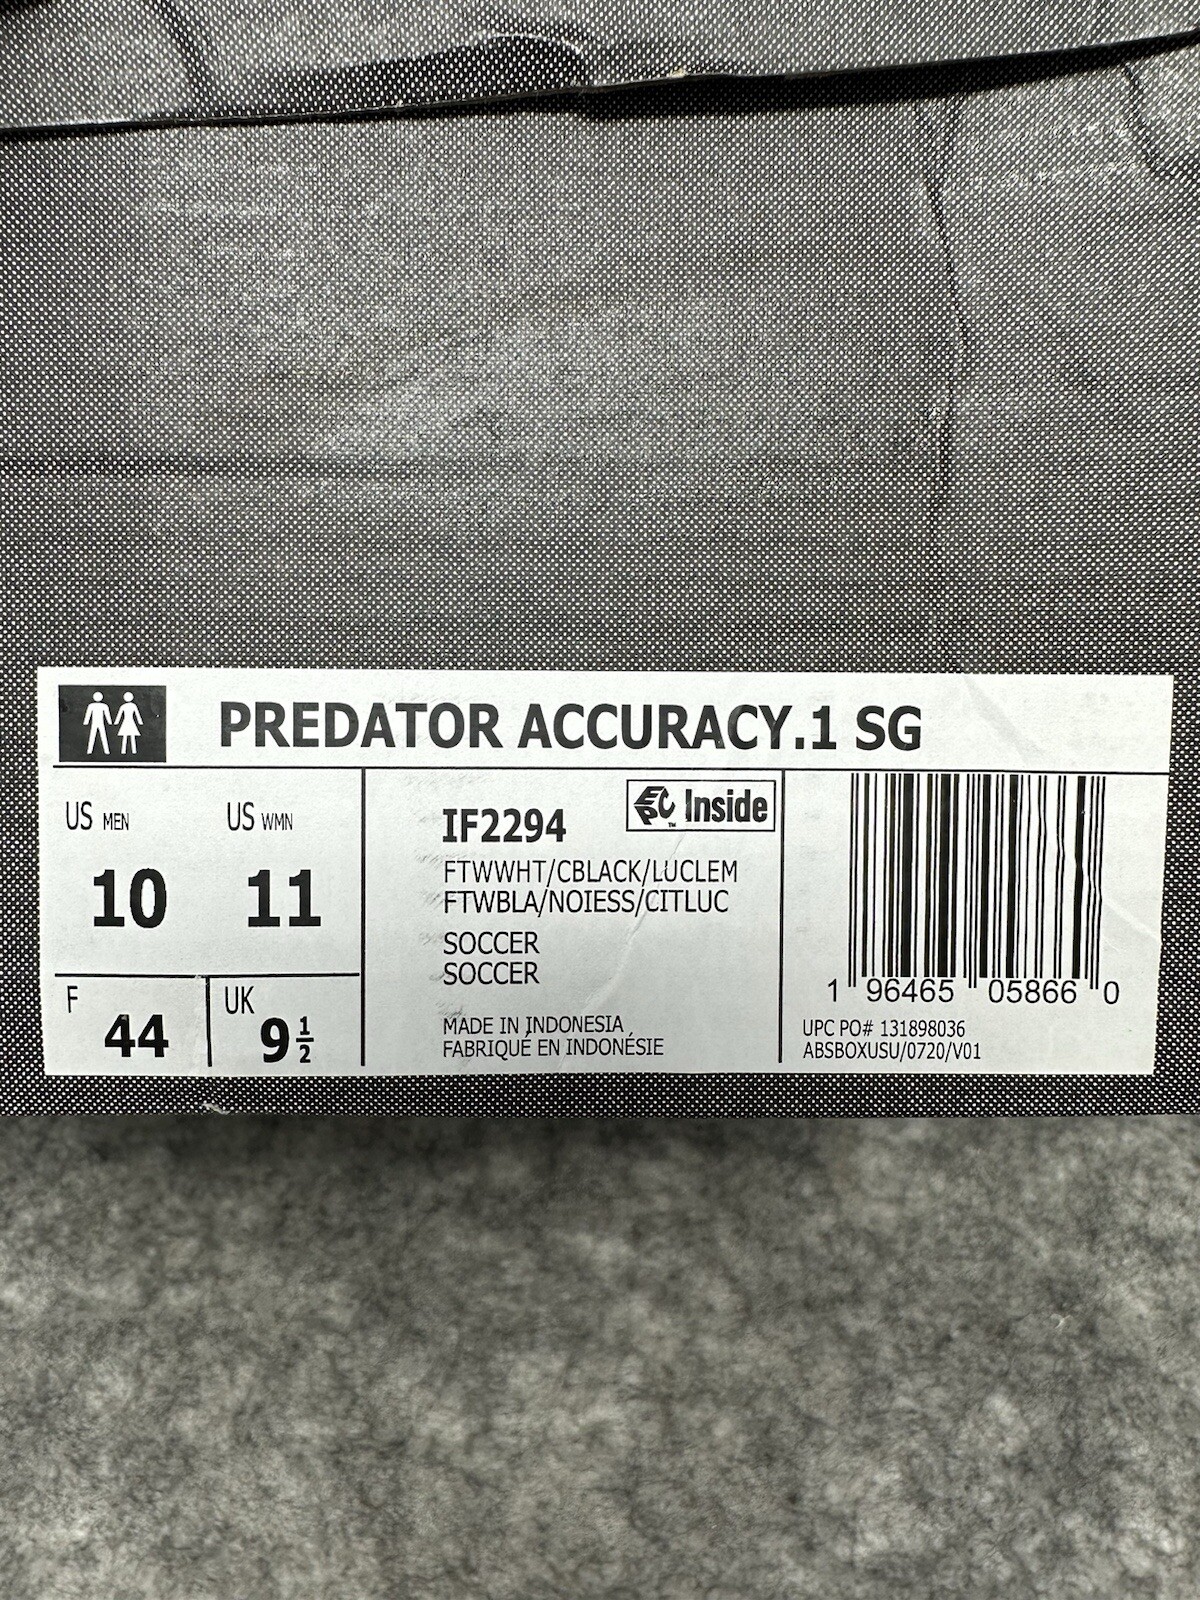 PREDATOR ACCURACY.1 SG
US MEN
10
US WMN
11
F
44
UK
9 1/2
IF2294
EPC Inside
™
FTWWHT/CBLACK/LUCLEM
FTWBLA/NOIESS/CITLUC
SOCCER
SOCCER
MADE IN INDONESIA
FABRIQUÉ EN INDONÉSIE
1 96465 05866 0
UPC PO# 131898036
ABSBOXUSU/0720/V01